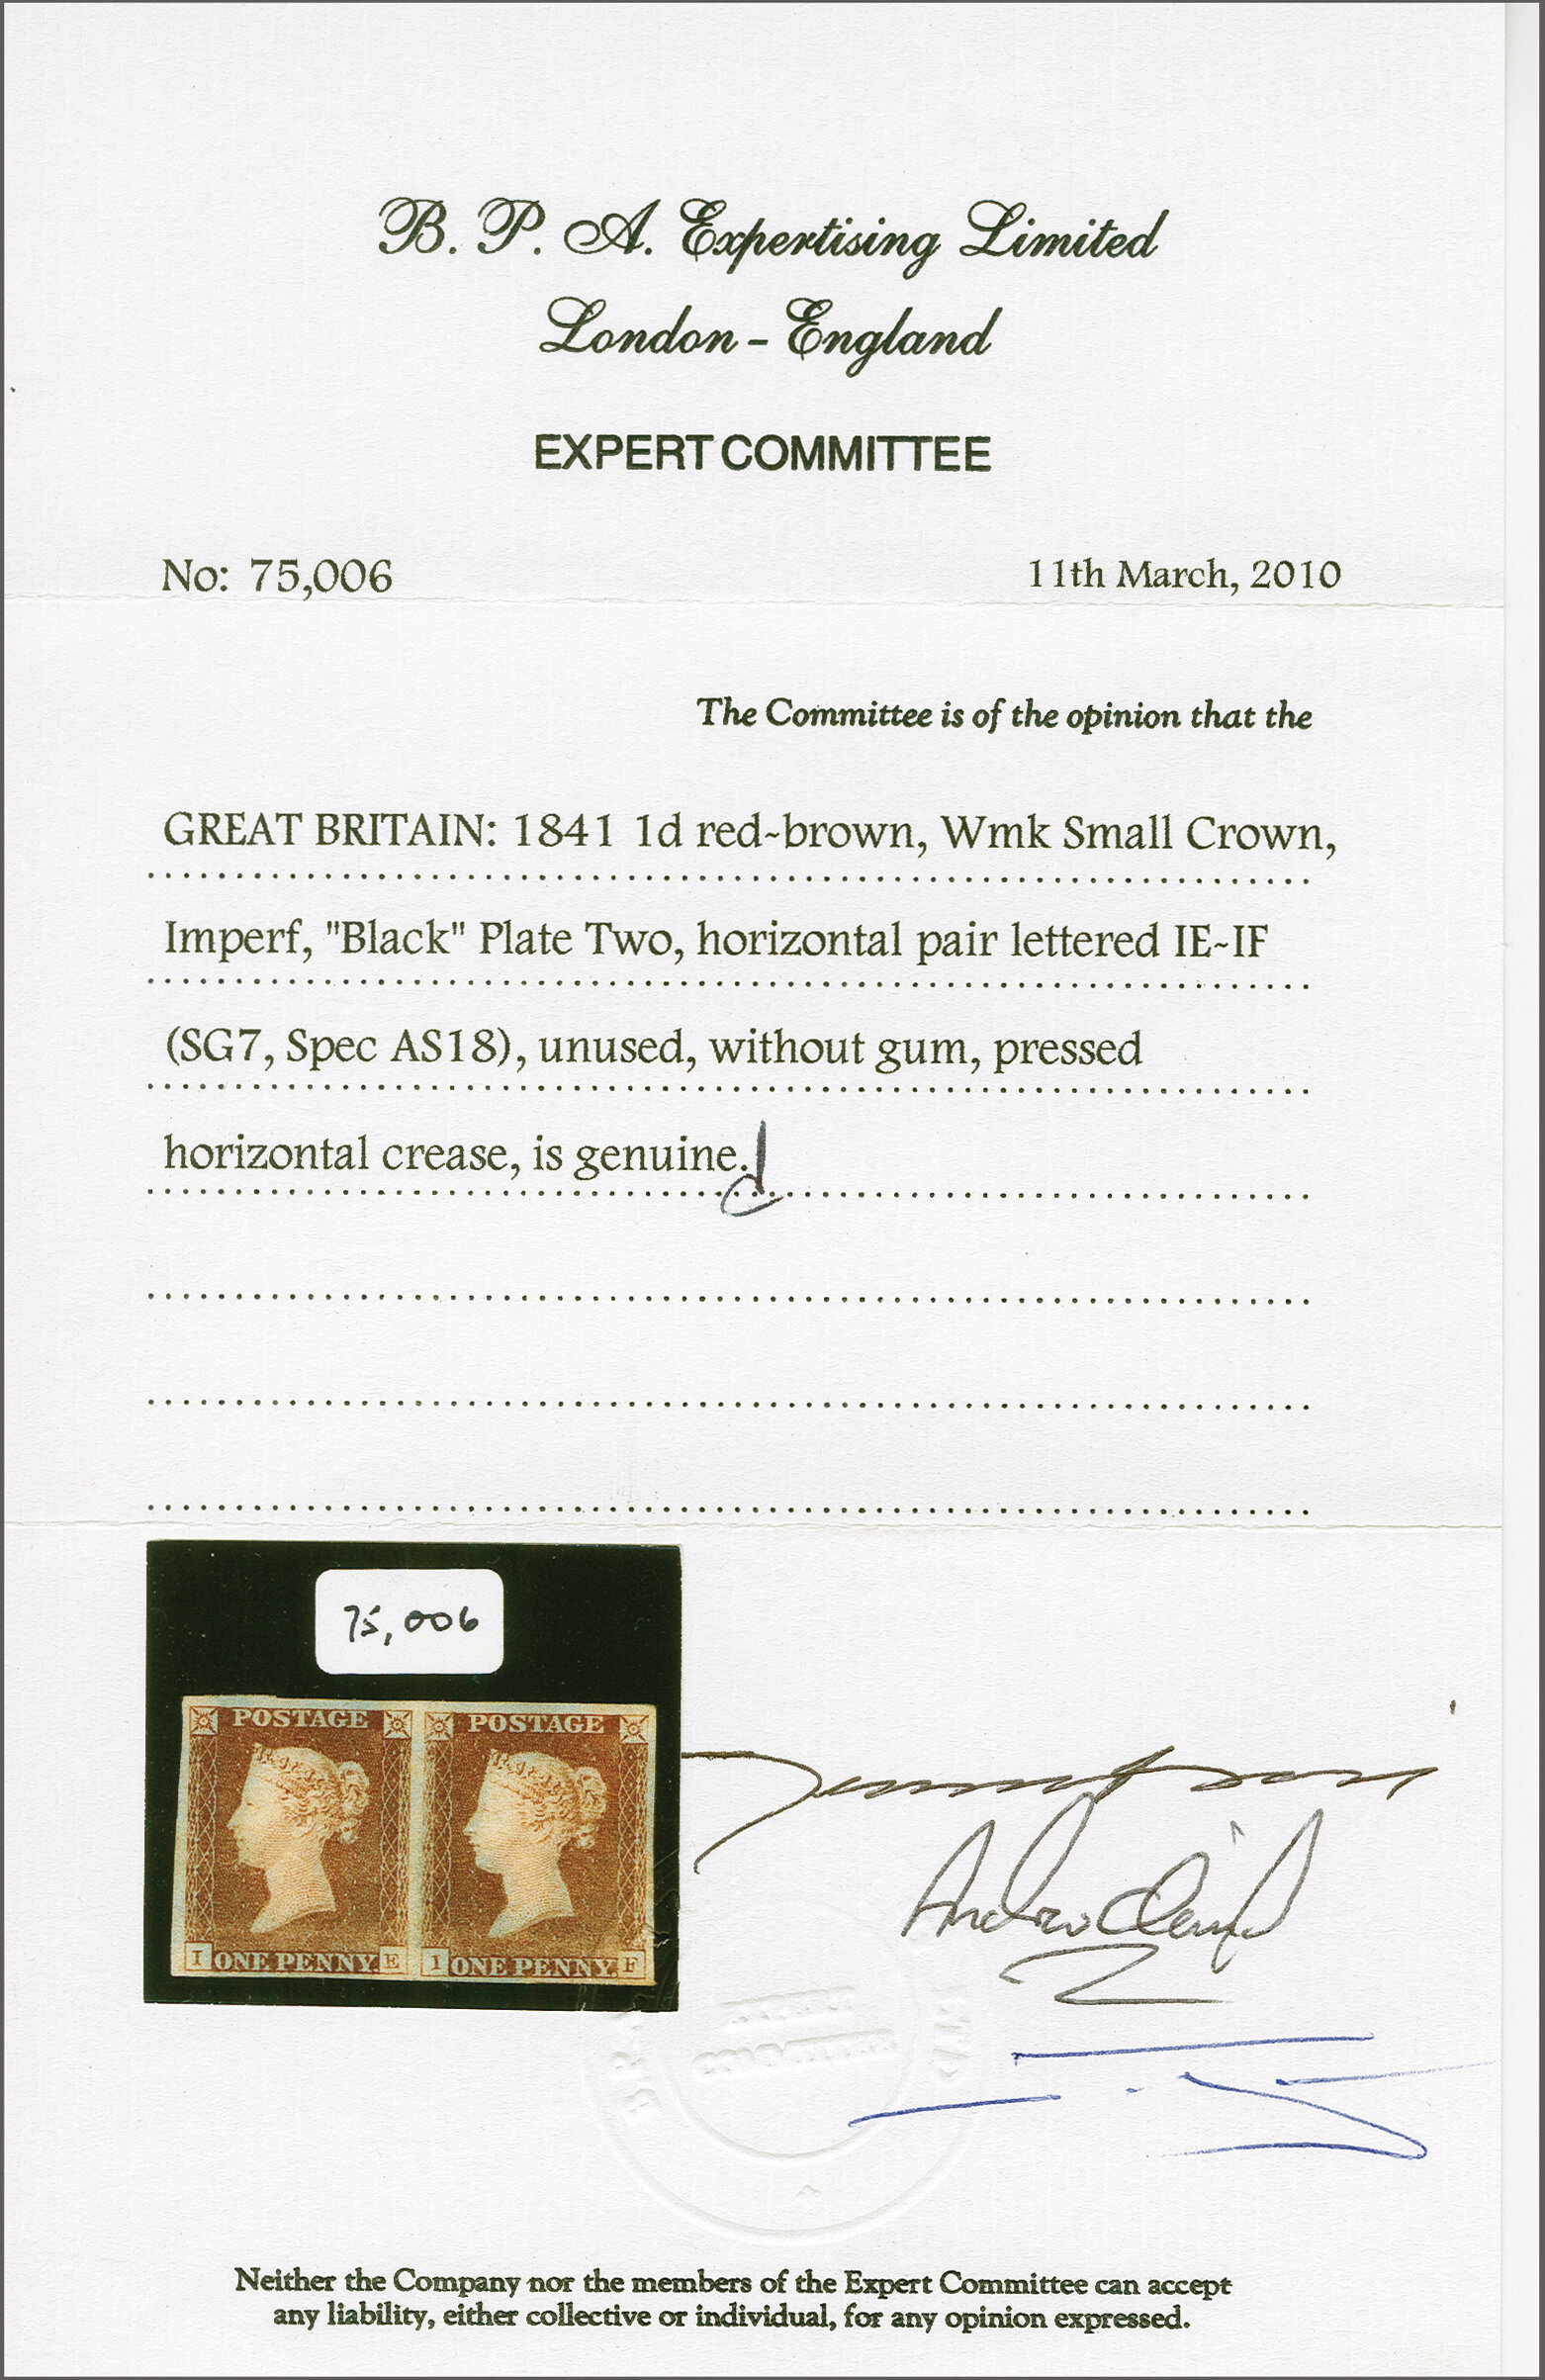 B. P. A. Expertising Limited
London - England
EXPERT COMMITTEE
No: 75,006
11th March, 2010
The Committee is of the opinion that the
GREAT BRITAIN: 1841 1d red-brown, Wmk Small Crown,
Imperf, "Black" Plate Two, horizontal pair lettered IE-IF
(SG7, Spec AS18), unused, without gum, pressed
horizontal crease, is genuine.
75,006
POSTAGE POSTAGE
I ONE PENNY. E I ONE PENNY. F
Neither the Company nor the members of the Expert Committee can accept
any liability, either collective or individual, for any opinion expressed.